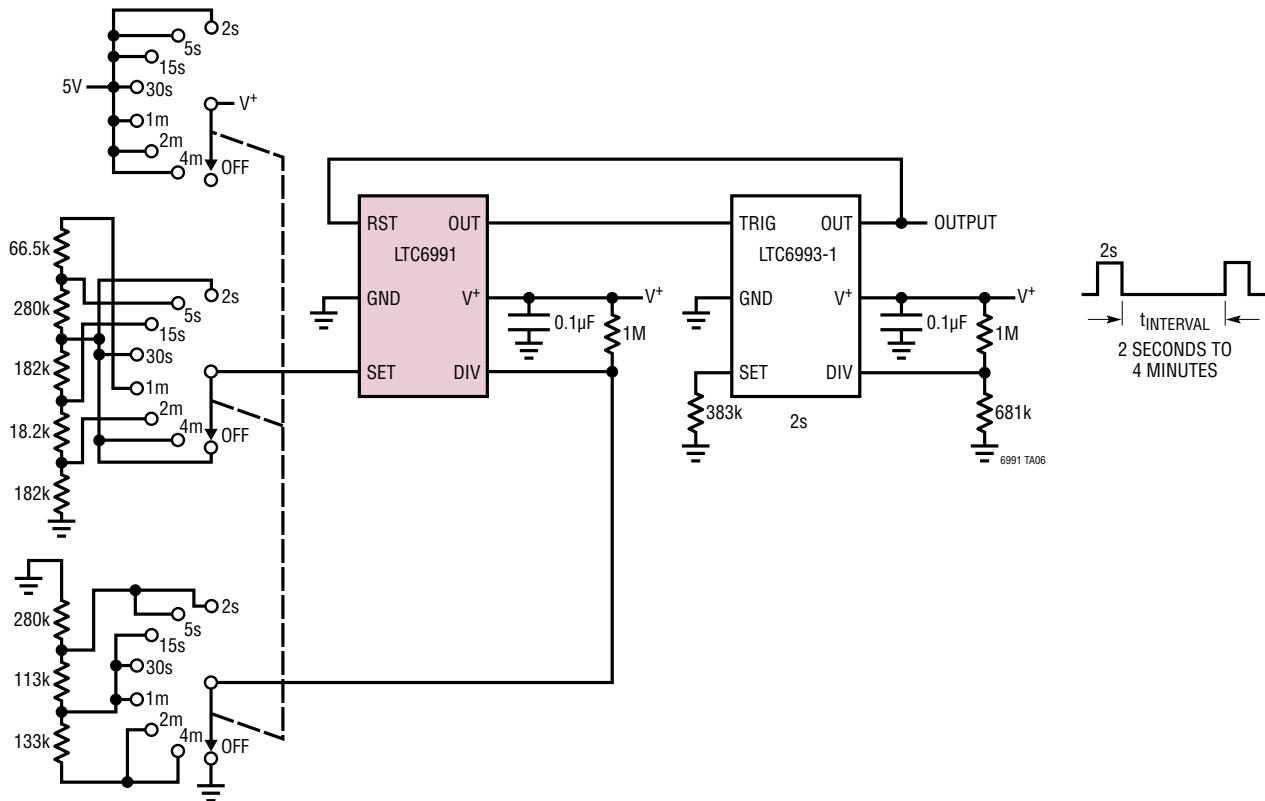 2s
5s
15s
5V
30s
V+
1m
2m
4m
OFF
66.5k
280k
182k
18.2k
182k
2s
5s
15s
30s
1m
2m
4m
OFF
280k
113k
133k
2s
5s
15s
30s
1m
2m
4m
OFF
RST
OUT
LTC6991
GND
V+
SET
DIV
0.1µF
1M
V+
TRIG
OUT
LTC6993-1
GND
V+
SET
DIV
2s
383k
OUTPUT
0.1µF
1M
V+
681k
6991 TA06
2s
tINTERVAL
2 SECONDS TO
4 MINUTES